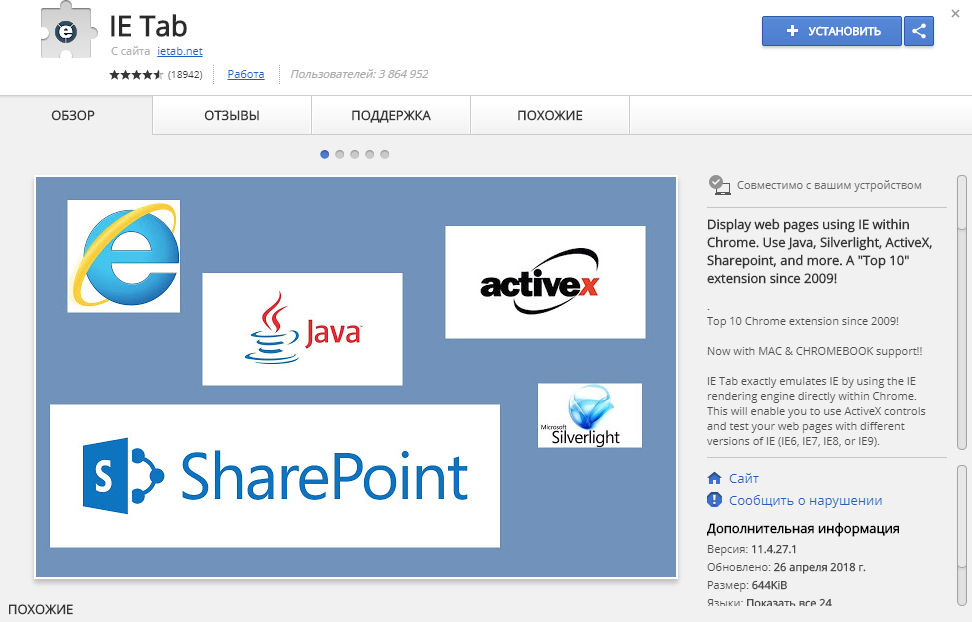 IE Tab
С сайта ietab.net
(18942) Работа Пользователей: 3 864 952
УСТАНОВИТЬ
ОБЗОР ОТЗЫВЫ ПОДДЕРЖКА ПОХОЖИЕ
e
Java
activex
Microsoft
Silverlight
S SharePoint
Совместимо с вашим устройством
Display web pages using IE within
Chrome. Use Java, Silverlight, ActiveX,
Sharepoint, and more. A "Top 10"
extension since 2009!
.
Top 10 Chrome extension since 2009!
Now with MAC & CHROMEBOOK support!!
IE Tab exactly emulates IE by using the IE
rendering engine directly within Chrome.
This will enable you to use ActiveX controls
and test your web pages with different
versions of IE (IE6, IE7, IE8, or IE9).
Сайт
Сообщить о нарушении
Дополнительная информация
Версия: 11.4.27.1
Обновлено: 26 апреля 2018 г.
Размер: 644KiB
Языки: Показать все 24
ПОХОЖИЕ